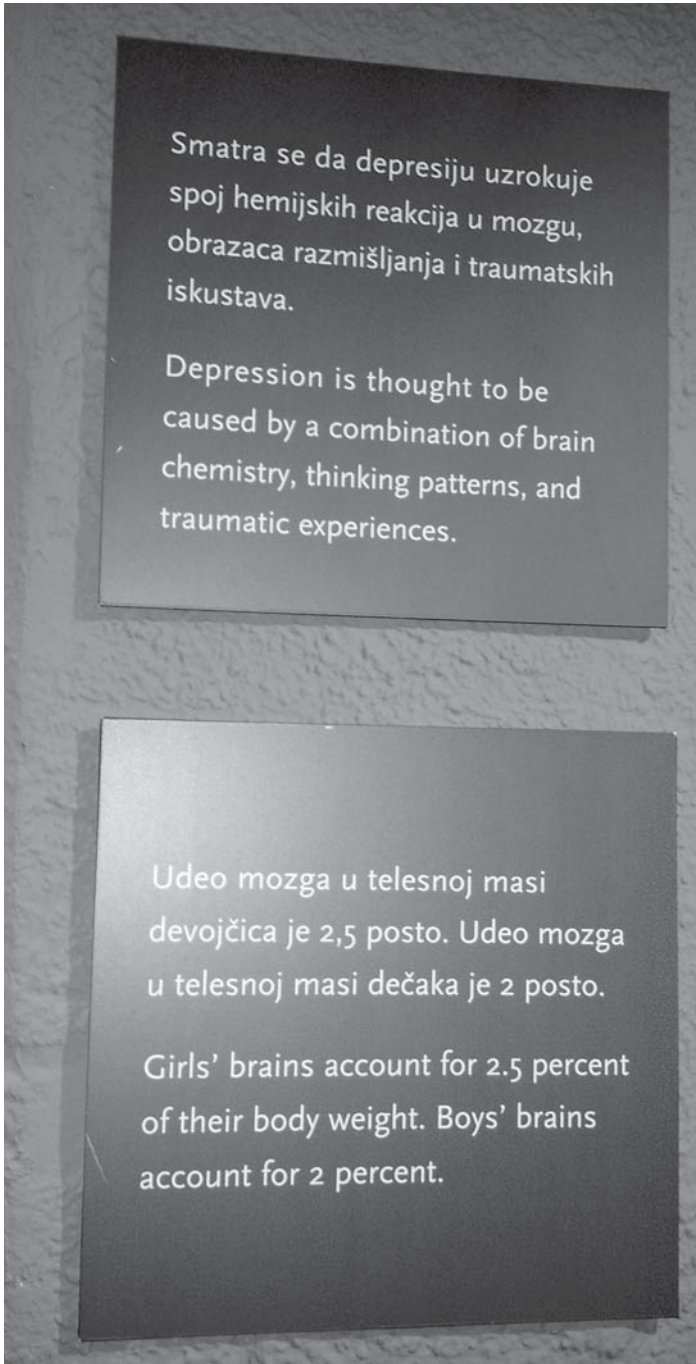 Smatra se da depresiju uzrokuje
spoj hemijskih reakcija u mozgu,
obrazaca razmišljanja i traumatskih
iskustava.
Depression is thought to be
caused by a combination of brain
chemistry, thinking patterns, and
traumatic experiences.
Udeo mozga u telesnoj masi
devojčica je 2,5 posto. Udeo mozga
u telesnoj masi dečaka je 2 posto.
Girls’ brains account for 2.5 percent
of their body weight. Boys’ brains
account for 2 percent.